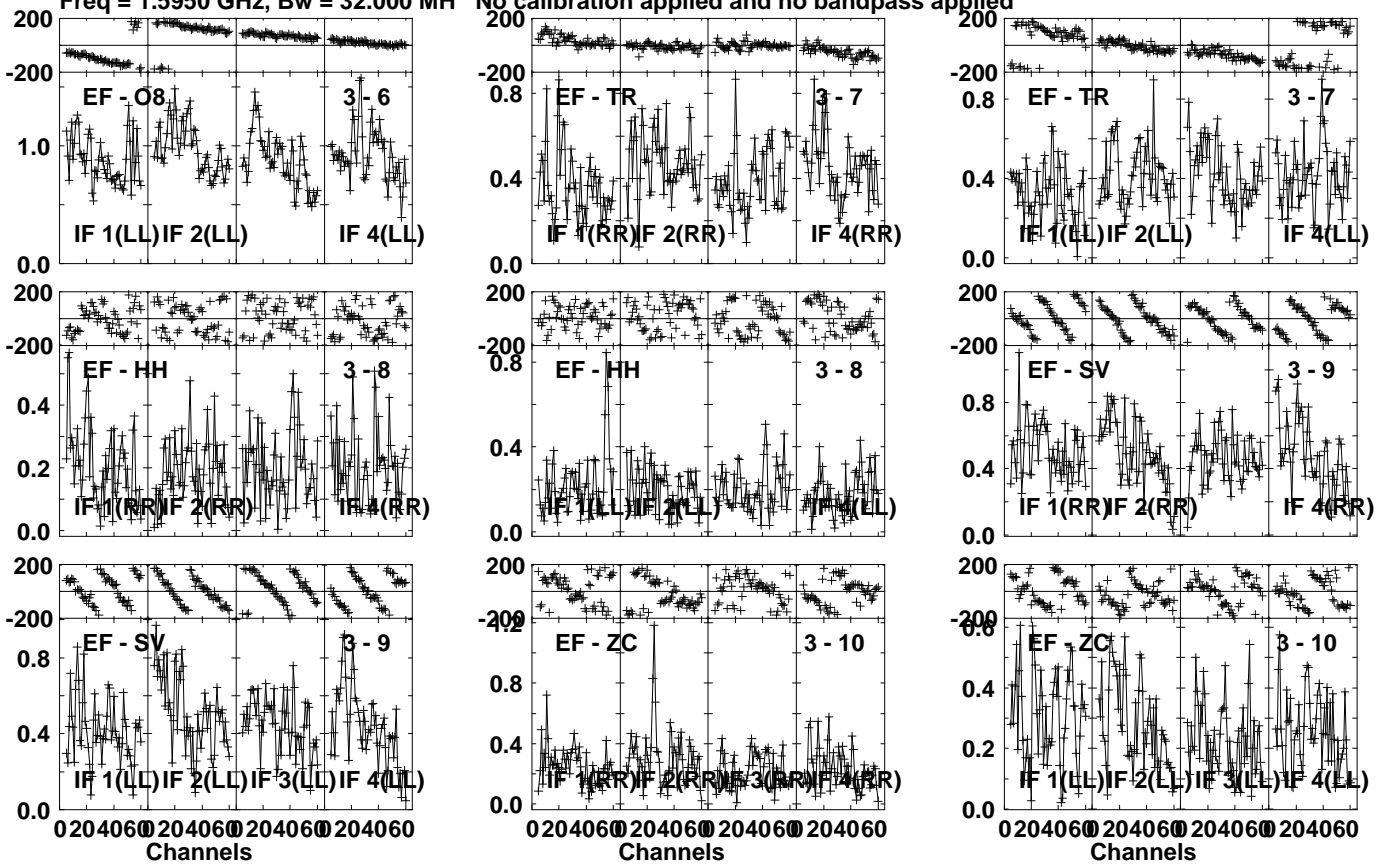 Freq = 1.5950 GHz, Bw = 32.000 MH No calibration applied and no bandpass applied
200
-200
EF - O8 3 - 6
1.0
IF 1(LL) IF 2(LL) IF 4(LL)
0.0
200
-200
0.8
EF - TR 3 - 7
0.4
IF 1(RR) IF 2(RR) IF 4(RR)
0.0
200
-200
0.8
EF - TR 3 - 7
0.4
IF 1(LL) IF 2(LL) IF 4(LL)
0.0
200
-200
EF - HH 3 - 8
0.4
0.2
IF 1(RR) IF 2(RR) IF 4(RR)
0.0
200
-200
0.8
EF - HH 3 - 8
0.4
IF 1(LL) IF 2(LL) IF 4(LL)
0.0
200
-200
EF - SV 3 - 9
0.8
0.4
IF 1(RR) IF 2(RR) IF 4(RR)
0.0
200
-200
EF - SV 3 - 9
0.8
0.4
IF 1(LL) IF 2(LL) IF 3(LL) IF 4(LL)
0.0
0 20 40 60 0 20 40 60 0 20 40 60 0 20 40 60
Channels
200
-200
1.2
EF - ZC 3 - 10
0.8
0.4
IF 1(RR) IF 2(RR) IF 3(RR) IF 4(RR)
0.0
0 20 40 60 0 20 40 60 0 20 40 60 0 20 40 60
Channels
200
-200
0.6
EF - ZC 3 - 10
0.4
0.2
IF 1(LL) IF 2(LL) IF 3(LL) IF 4(LL)
0.0
0 20 40 60 0 20 40 60 0 20 40 60 0 20 40 60
Channels